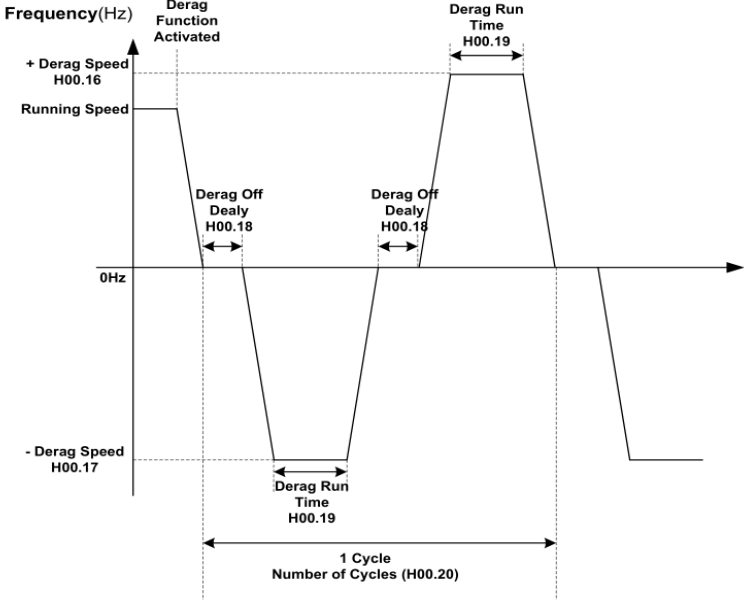 Derag
Function
Activated
Frequency(Hz)
Derag Run
Time
H00.19
+ Derag Speed
H00.16
Running Speed
Derag Off
Dealy
H00.18
Derag Off
Dealy
H00.18
0Hz
- Derag Speed
H00.17
Derag Run
Time
H00.19
1 Cycle
Number of Cycles (H00.20)